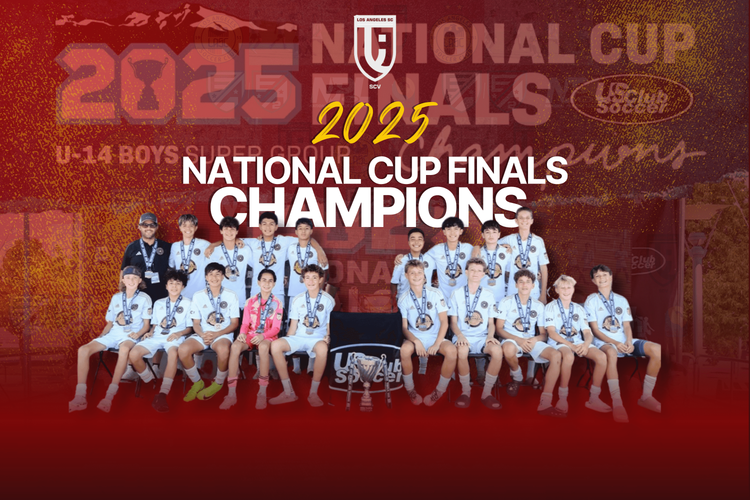 LOS ANGELES SC
SCV
2025
NATIONAL CUP
FINALS
US Club
Soccer
U-14 BOYS SUPER GROUP
Champions
2025
NATIONAL CUP FINALS
CHAMPIONS
US Club
Soccer